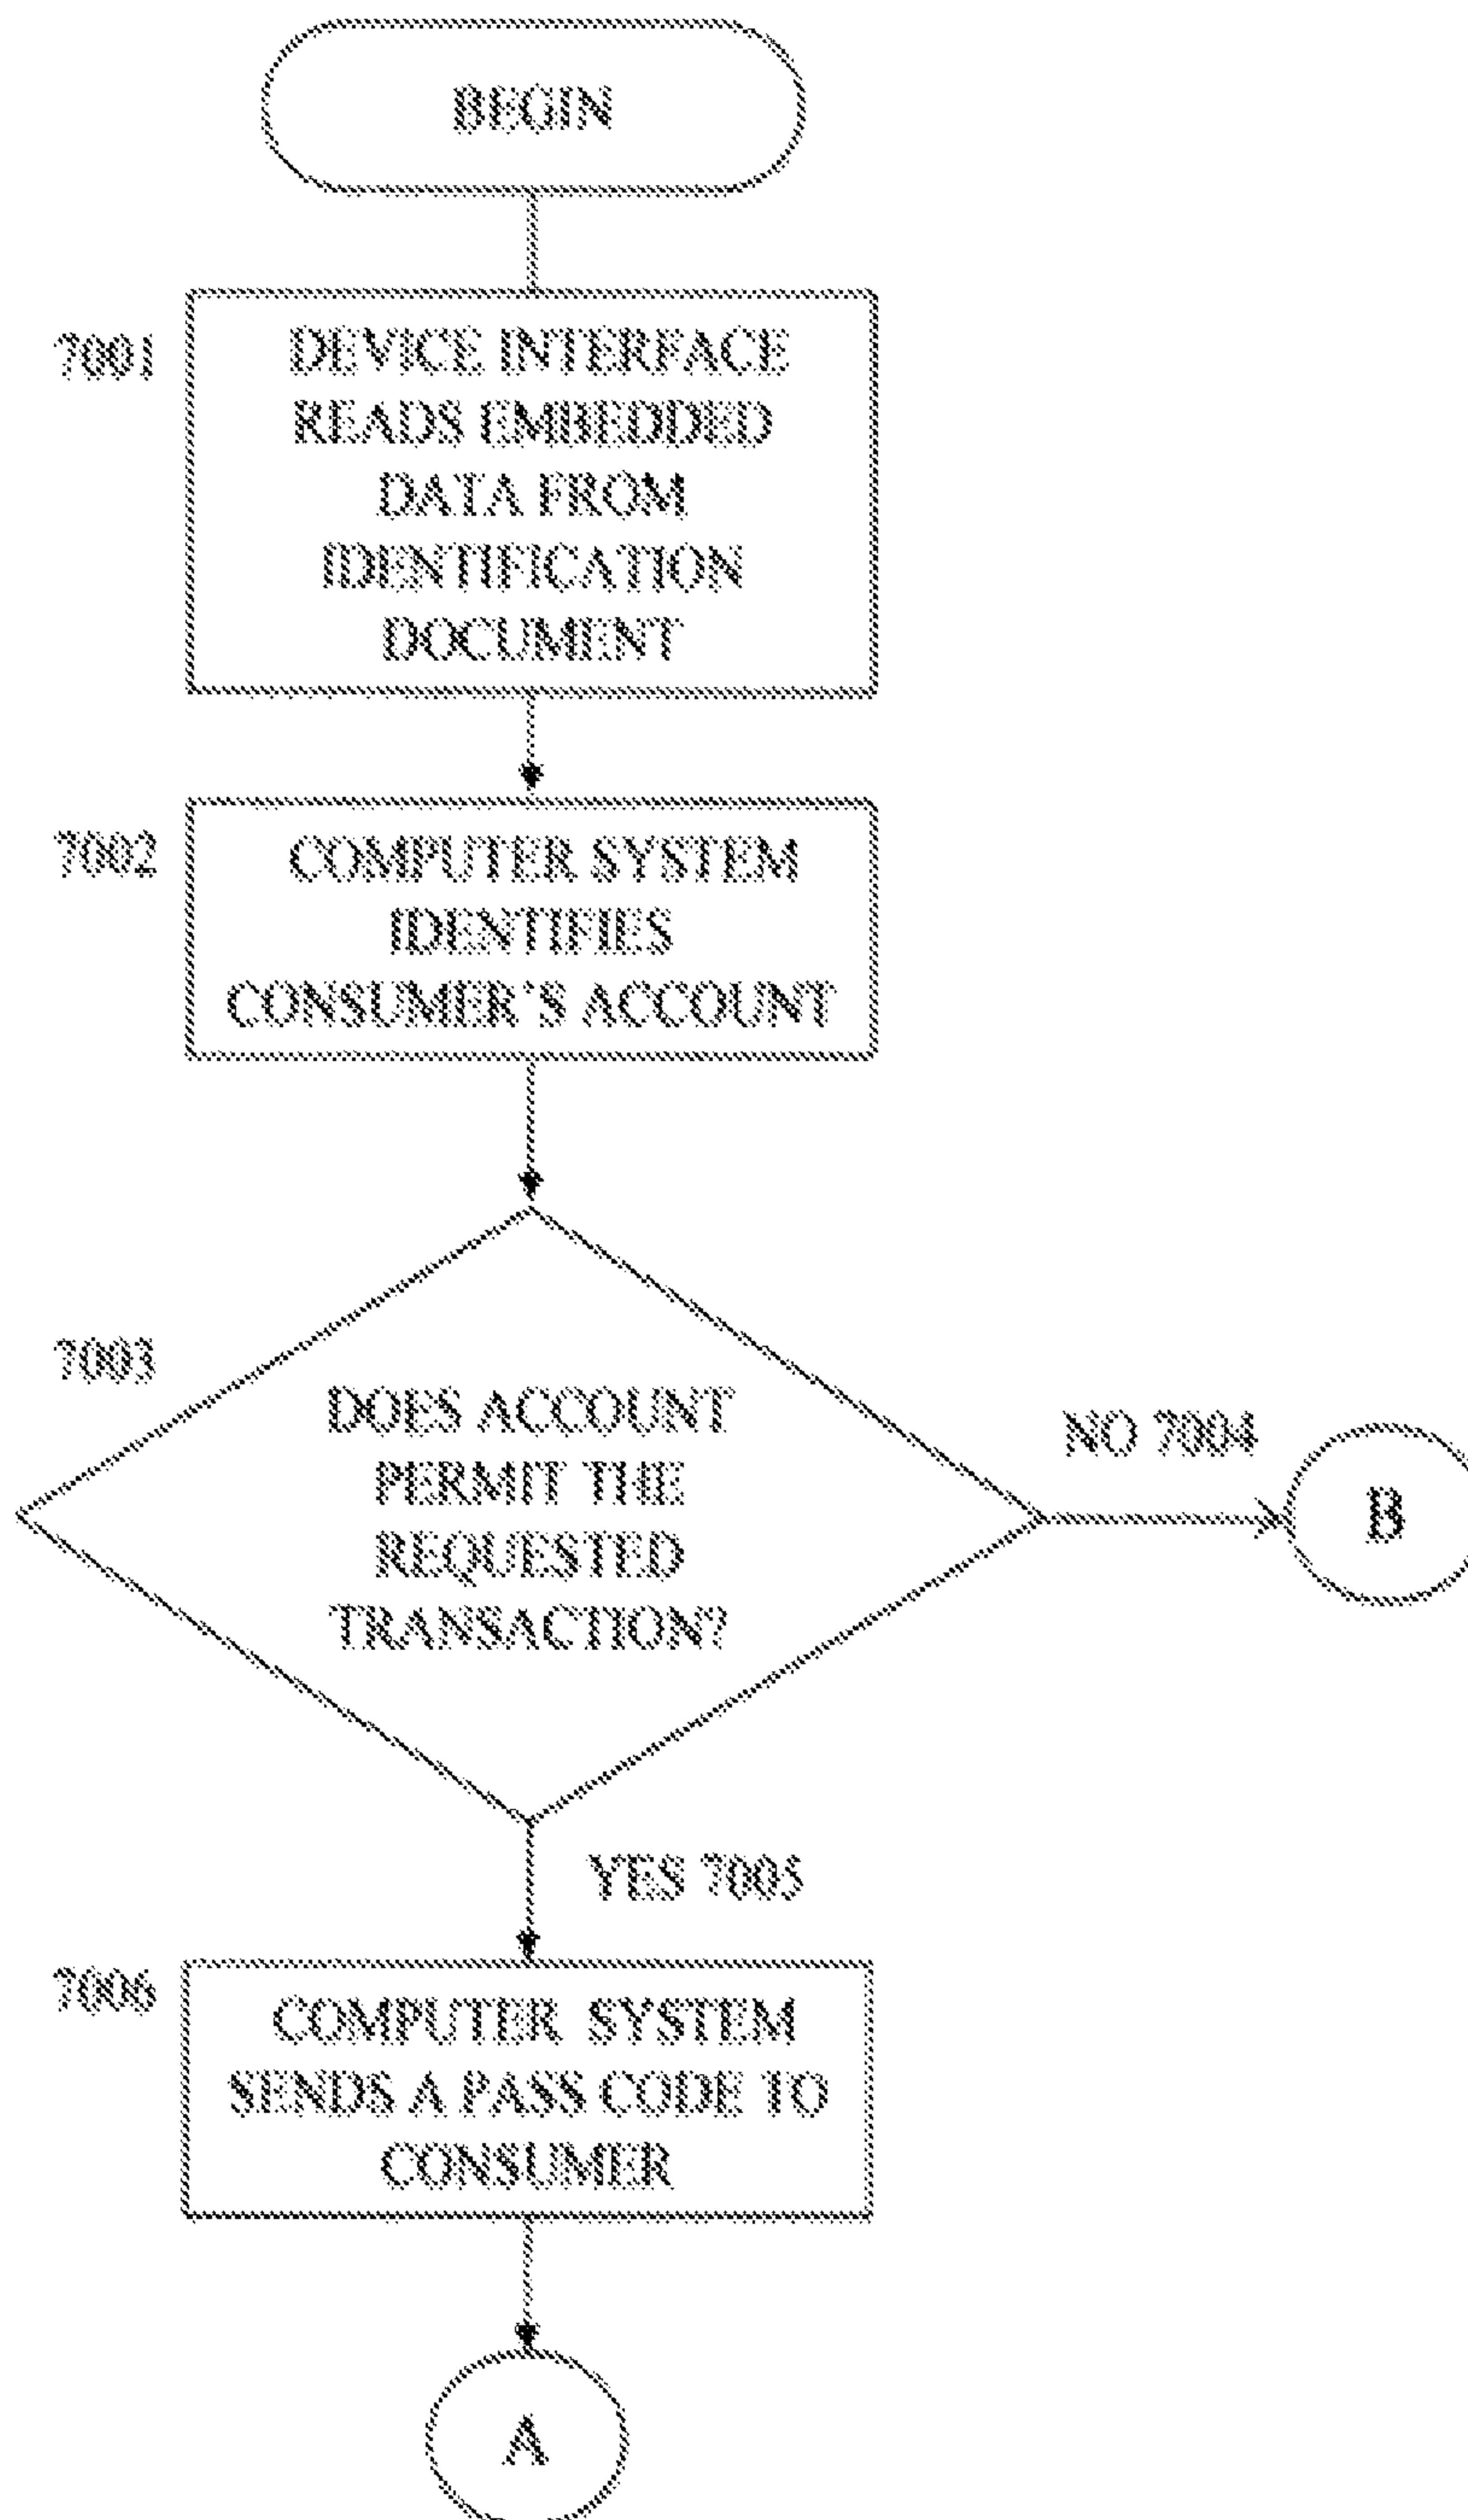 BEGIN
7001
DEVICE INTERFACE
READS EMBEDDED
DATA FROM
IDENTIFICATION
DOCUMENT
7002
COMPUTER SYSTEM
IDENTIFIES
CONSUMER'S ACCOUNT
7003
DOES ACCOUNT
PERMIT THE
REQUESTED
TRANSACTION?
NO 7004
B
YES 7005
7006
COMPUTER SYSTEM
SENDS A PASS CODE TO
CONSUMER
A